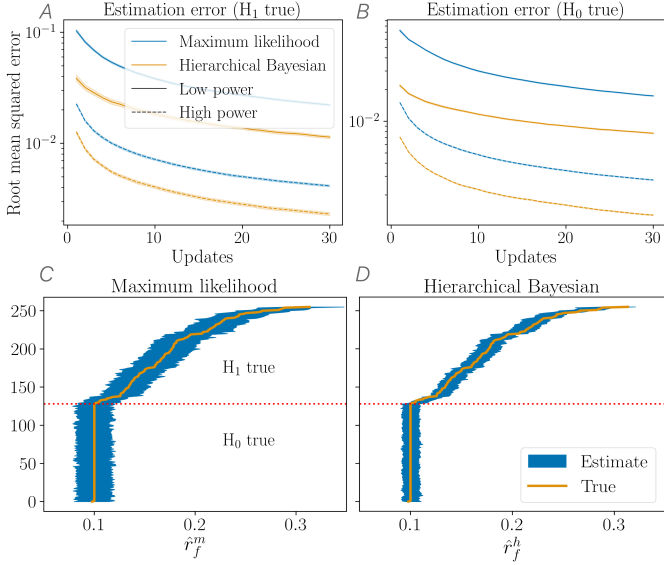 A
Estimation error (H₁ true)
Root mean squared error
10⁻¹
10⁻²
Maximum likelihood
Hierarchical Bayesian
Low power
High power
0
10
20
30
Updates
B
Estimation error (H₀ true)
10⁻²
0
10
20
30
Updates
C
Maximum likelihood
250
200
150
100
50
0
H₁ true
H₀ true
0.1
0.2
0.3
r̂ᵐ_f
D
Hierarchical Bayesian
Estimate
True
0.1
0.2
0.3
r̂ʰ_f